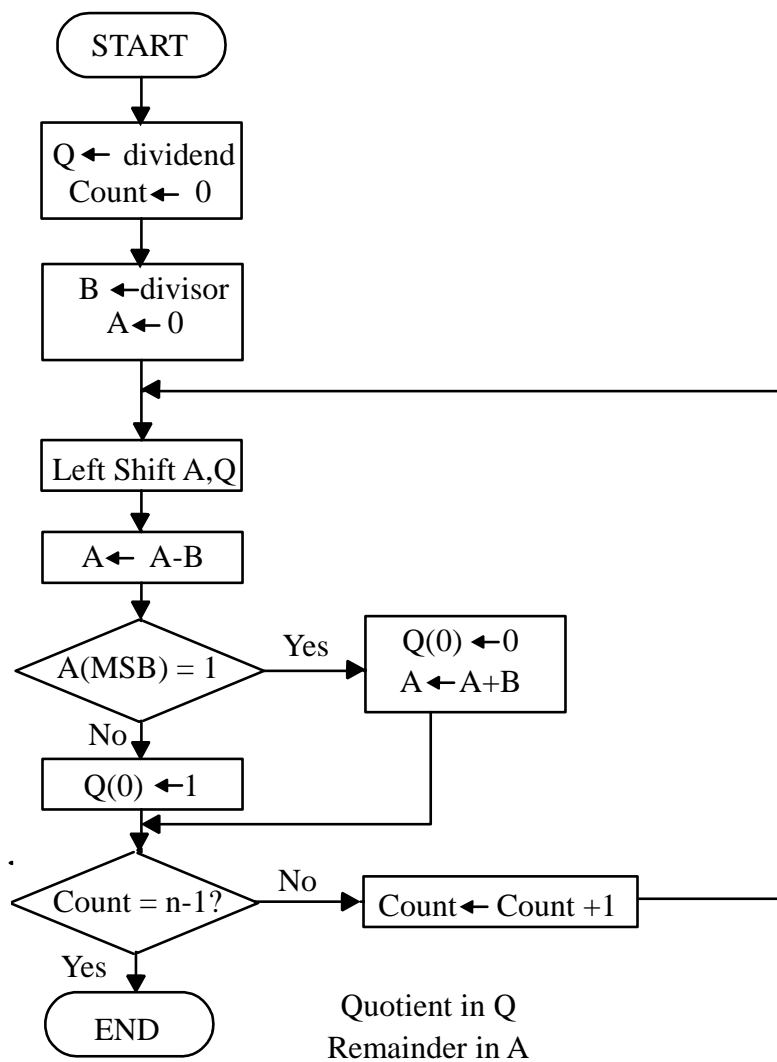 START
Q ← dividend
Count ← 0
B ← divisor
A ← 0
Left Shift A,Q
A ← A-B
A(MSB) = 1
Yes
Q(0) ← 0
A ← A+B
No
Q(0) ← 1
Count = n-1?
No
Count ← Count +1
Yes
END
Quotient in Q
Remainder in A